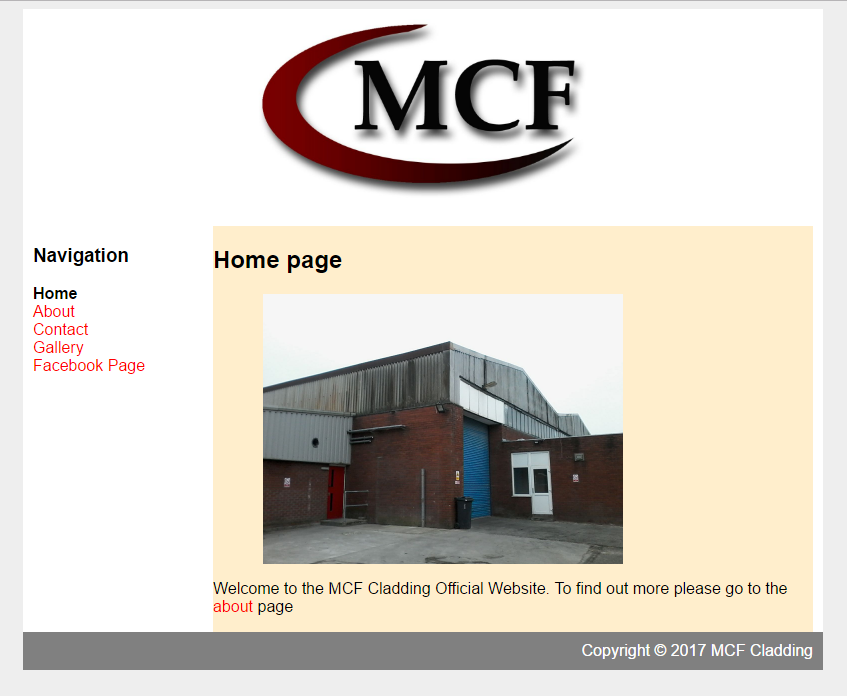 MCF
Navigation
Home
About
Contact
Gallery
Facebook Page
Home page
Welcome to the MCF Cladding Official Website. To find out more please go to the
about page
Copyright © 2017 MCF Cladding